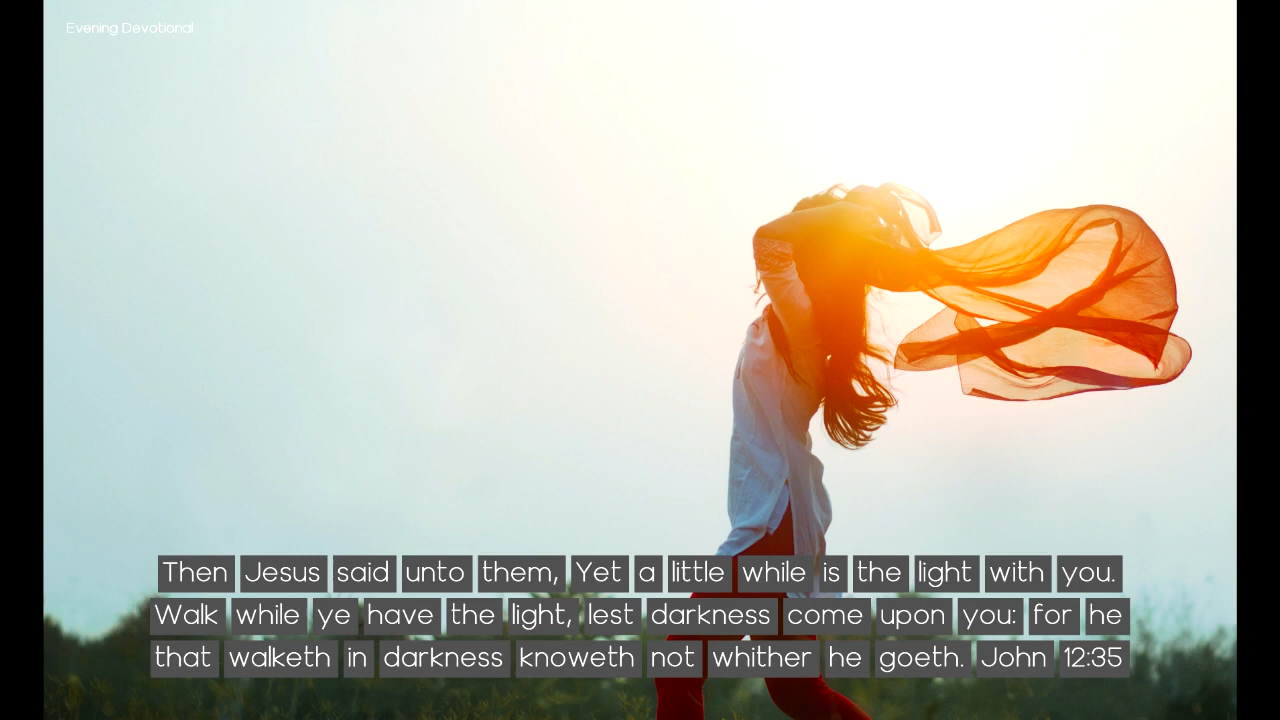 Evening Devotional
Then Jesus said unto them, Yet a little while is the light with you.
Walk while ye have the light, lest darkness come upon you: for he
that walketh in darkness knoweth not whither he goeth. John 12:35